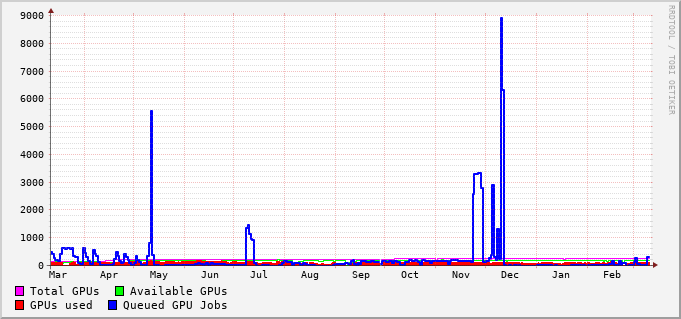 9000
8000
7000
6000
5000
4000
3000
2000
1000
0
Mar Apr May Jun Jul Aug Sep Oct Nov Dec Jan Feb
Total GPUs Available GPUs
GPUs used Queued GPU Jobs
RRDTOOL / TOBI OETIKER